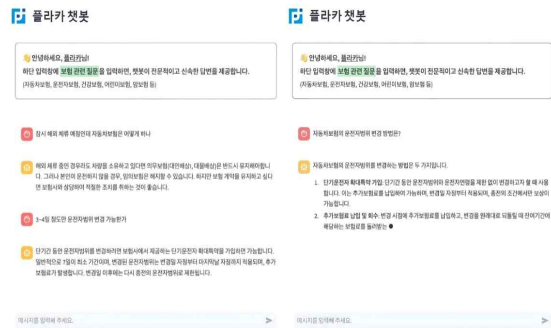 플라카 챗봇
👋 안녕하세요, 플라카님!
하단 입력창에 보험 관련 질문을 입력하면, 챗봇이 전문적이고 신속한 답변을 제공합니다.
(자동차보험, 운전자보험, 건강보험, 어린이보험, 암보험 등)
잠시 해외 체류 예정인데 자동차보험은 어떻게 하나
해외 체류 중인 경우라도 차량을 소유하고 있다면 의무보험(대인배상I, 대물배상)은 반드시 유지해야합니
다. 그러나 본인이 운전하지 않을 경우, 임의보험은 해지할 수 있습니다. 하지만 보험 계약을 유지하고 싶다
면 보험사와 상담하여 적절한 조치를 취하는 것이 좋습니다.
3~4일 정도만 운전자범위 변경 가능한가
단기간 동안 운전자범위를 변경하려면 보험사에서 제공하는 단기운전자 확대특약을 가입하면 가능합니다.
일반적으로 7일이 최소 기간이며, 변경된 운전자범위는 변경일 자정부터 마지막날 자정까지 적용되며, 추가
보험료가 발생합니다. 변경일 이후에는 다시 종전의 운전자범위로 제한됩니다.
메시지를 입력해 주세요.
플라카 챗봇
👋 안녕하세요, 플라카님!
하단 입력창에 보험 관련 질문을 입력하면, 챗봇이 전문적이고 신속한 답변을 제공합니다.
(자동차보험, 운전자보험, 건강보험, 어린이보험, 암보험 등)
자동차보험의 운전자범위 변경 방법은?
자동차보험의 운전자범위를 변경하는 방법은 두 가지입니다.
1. 단기운전자 확대특약 가입: 단기간 동안 운전자범위와 운전자연령을 제한 없이 변경하고자 할 때 사용
합니다. 이는 추가보험료를 납입하여 가능하며, 변경일 자정부터 적용되며, 종전의 조건에서만 보상이
가능합니다.
2. 추가보험료 납입 및 회수: 변경 시점에 추가보험료를 납입하고, 변경을 원래대로 되돌릴 때 잔여기간에
해당하는 보험료를 돌려받는
메시지를 입력해 주세요.